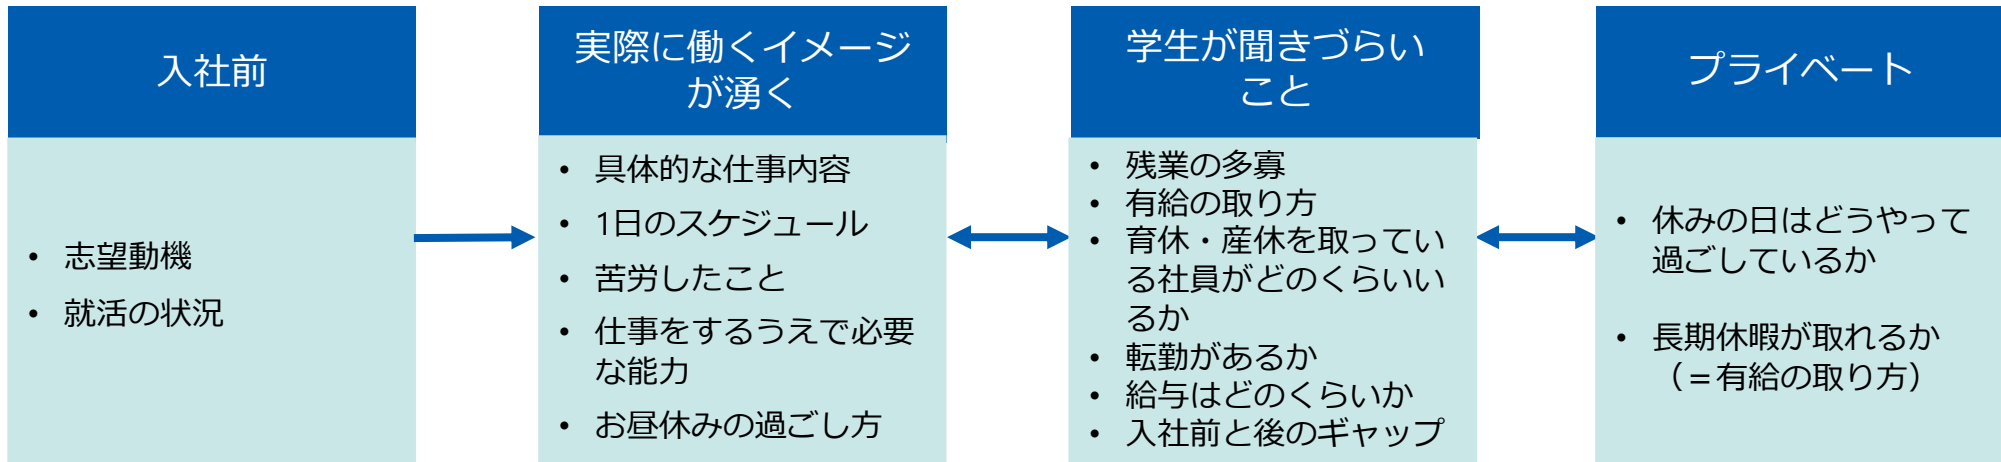 入社前
• 志望動機
• 就活の状況
実際に働くイメージ
が湧く
• 具体的な仕事内容
• 1日のスケジュール
• 苦労したこと
• 仕事をするうえで必要
な能力
• お昼休みの過ごし方
学生が聞きづらい
こと
• 残業の多寡
• 有給の取り方
• 育休・産休を取ってい
る社員がどのくらいい
るか
• 転勤があるか
• 給与はどのくらいか
• 入社前と後のギャップ
プライベート
• 休みの日はどうやって
過ごしているか
• 長期休暇が取れるか
（＝有給の取り方）